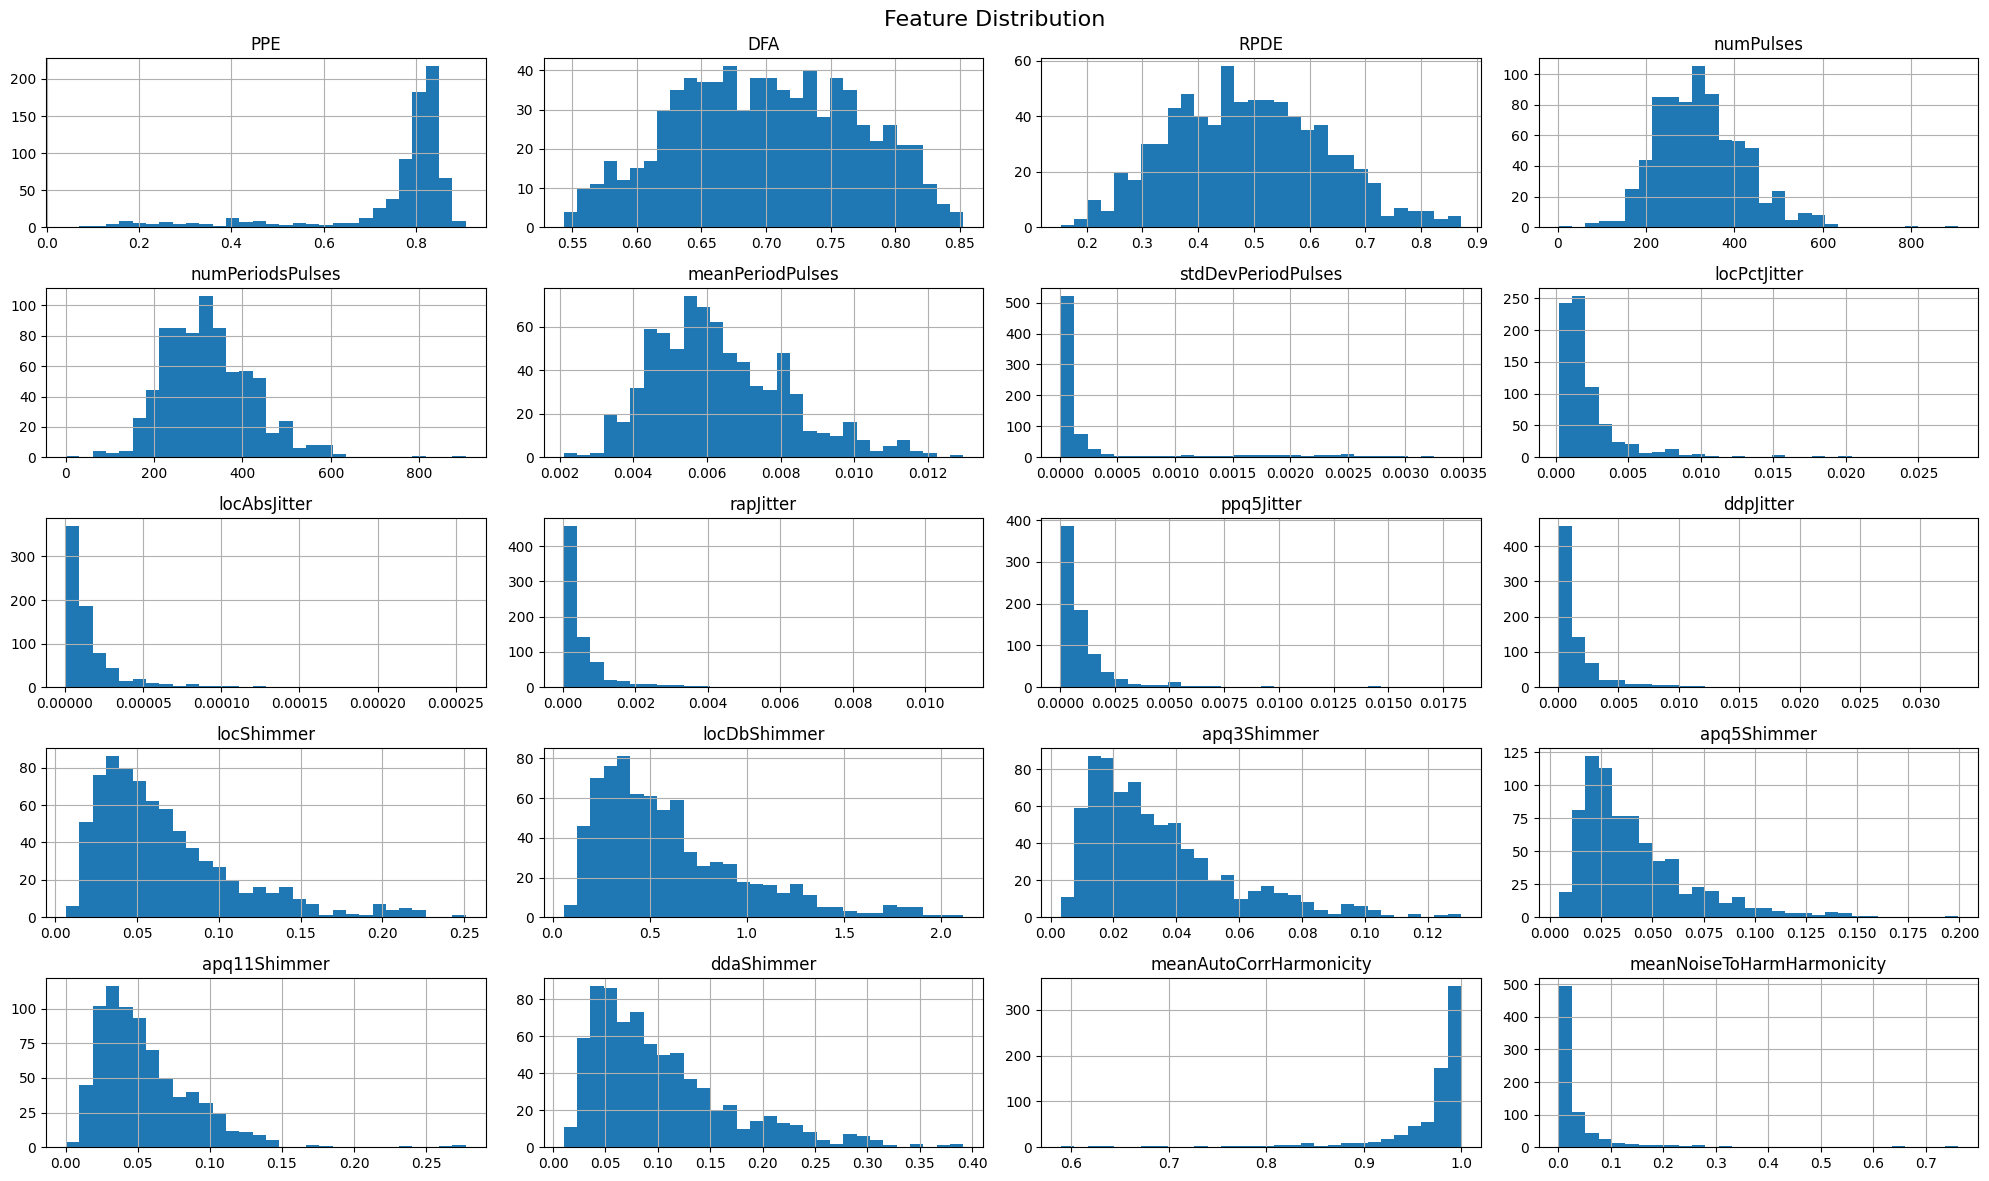 Feature Distribution
PPE
DFA
RPDE
numPulses
200
150
100
50
0
0.0 0.2 0.4 0.6 0.8
40
30
20
10
0
0.55 0.60 0.65 0.70 0.75 0.80 0.85
60
40
20
0
0.2 0.3 0.4 0.5 0.6 0.7 0.8 0.9
100
80
60
40
20
0
0 200 400 600 800
numPeriodsPulses
meanPeriodPulses
stdDevPeriodPulses
locPctJitter
100
80
60
40
20
0
0 200 400 600 800
60
40
20
0
0.002 0.004 0.006 0.008 0.010 0.012
500
400
300
200
100
0
0.0000 0.0005 0.0010 0.0015 0.0020 0.0025 0.0030 0.0035
250
200
150
100
50
0
0.000 0.005 0.010 0.015 0.020 0.025
locAbsJitter
rapJitter
ppq5Jitter
ddpJitter
300
200
100
0
0.00000 0.00005 0.00010 0.00015 0.00020 0.00025
400
300
200
100
0
0.000 0.002 0.004 0.006 0.008 0.010
400
300
200
100
0
0.0000 0.0025 0.0050 0.0075 0.0100 0.0125 0.0150 0.0175
400
300
200
100
0
0.000 0.005 0.010 0.015 0.020 0.025 0.030
locShimmer
locDbShimmer
apq3Shimmer
apq5Shimmer
80
60
40
20
0
0.00 0.05 0.10 0.15 0.20 0.25
80
60
40
20
0
0.0 0.5 1.0 1.5 2.0
80
60
40
20
0
0.00 0.02 0.04 0.06 0.08 0.10 0.12
125
100
75
50
25
0
0.000 0.025 0.050 0.075 0.100 0.125 0.150 0.175 0.200
apq11Shimmer
ddaShimmer
meanAutoCorrHarmonicity
meanNoiseToHarmHarmonicity
100
75
50
25
0
0.00 0.05 0.10 0.15 0.20 0.25
80
60
40
20
0
0.00 0.05 0.10 0.15 0.20 0.25 0.30 0.35 0.40
300
200
100
0
0.6 0.7 0.8 0.9 1.0
500
400
300
200
100
0
0.0 0.1 0.2 0.3 0.4 0.5 0.6 0.7